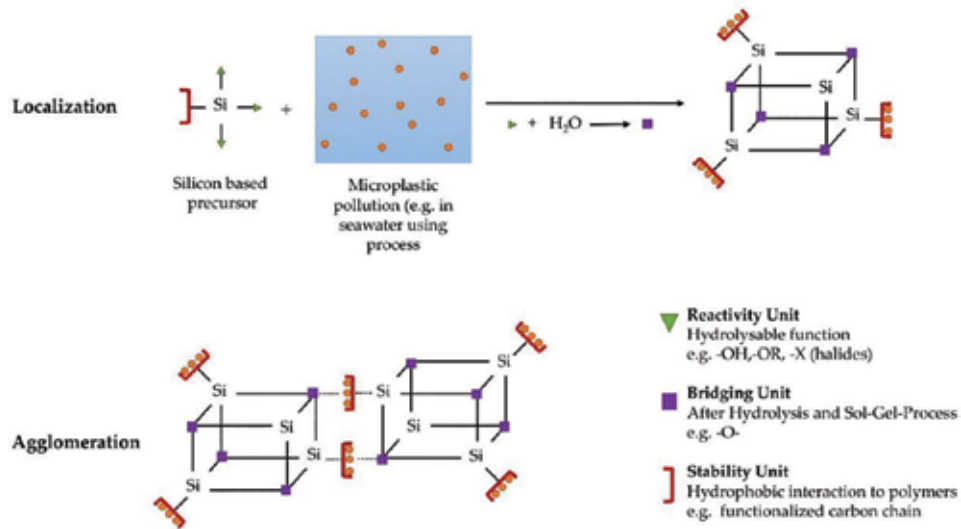 Localization
Si
+
Silicon based
precursor
Microplastic
pollution (e.g. in
seawater using
process
+ H₂O
Si
Si
Si
Si
Agglomeration
Si
Si
Si
Si
Si
Si
Si
Si
Reactivity Unit
Hydrolysable function
e.g. -OH,-OR, -X (halides)
Bridging Unit
After Hydrolysis and Sol-Gel-Process
e.g. -O-
Stability Unit
Hydrophobic interaction to polymers
e.g. functionalized carbon chain